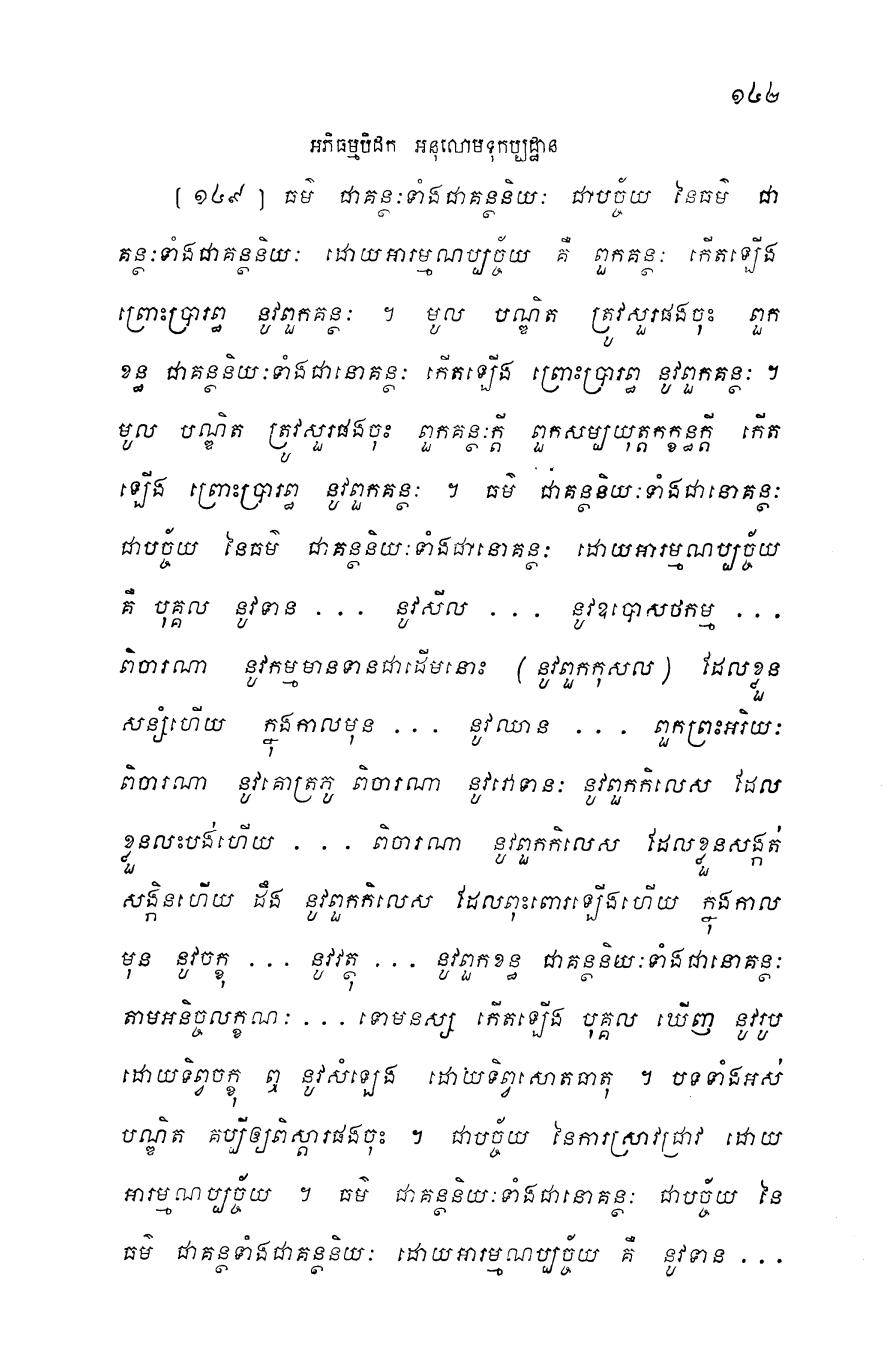 ១៤២
អភិធម្មបិដក អនុលោមទុកប្បដ្ឋាន
[ ១៤៩ ] ធម៌ ជាគន្ថៈទាំងជាគន្ថនិយៈ ជាបច្ច័យ នៃធម៌ ជា
គន្ថៈទាំងជាគន្ថនិយៈ ដោយអារម្មណប្បច្ច័យ គឺ ពួកគន្ថៈ កើតឡើង
ព្រោះប្រារព្ធ នូវពួកគន្ថៈ ។ មូល បណ្ឌិត ត្រូវសួរផងចុះ ពួក
ខន្ធ ជាគន្ថនិយៈទាំងជានោគន្ថៈ កើតឡើង ព្រោះប្រារព្ធ នូវពួកគន្ថៈ ។
មូល បណ្ឌិត ត្រូវសួរផងចុះ ពួកគន្ថៈក្តី ពួកសម្បយុត្តកក្ខន្ធក្តី កើត
ឡើង ព្រោះប្រារព្ធ នូវពួកគន្ថៈ ។ ធម៌ ជាគន្ថនិយៈទាំងជានោគន្ថៈ
ជាបច្ច័យ នៃធម៌ ជាគន្ថនិយៈទាំងជានោគន្ថៈ ដោយអារម្មណប្បច្ច័យ
គឺ បុគ្គល នូវទាន . . . នូវសីល . . . នូវឧបោសថកម្ម . . .
ពិចារណា នូវកម្មមានទានជាដើមនោះ ( នូវពួកកុសល ) ដែលខ្លួន
សន្សំហើយ ក្នុងកាលមុន . . . នូវឈាន . . . ពួកព្រះអរិយៈ
ពិចារណា នូវគោត្រភូ ពិចារណា នូវវោទានៈ នូវពួកកិលេស ដែល
ខ្លួនលះបង់ហើយ . . . ពិចារណា នូវពួកកិលេស ដែលខ្លួនសង្កត់
សង្កិនហើយ ដឹង នូវពួកកិលេស ដែលពុះពោរឡើងហើយ ក្នុងកាល
មុន នូវចក្ខុ . . . នូវវត្ថុ . . . នូវពួកខន្ធ ជាគន្ថនិយៈទាំងជានោគន្ថៈ
តាមអនិច្ចលក្ខណៈ . . . ទោមនស្ស កើតឡើង បុគ្គល ឃើញ នូវរូប
ដោយទិព្វចក្ខុ ឮ នូវសំឡេង ដោយទិព្វសោតធាតុ ។ បទទាំងអស់
បណ្ឌិត គប្បីឲ្យពិស្តារផងចុះ ។ ជាបច្ច័យ នៃការស្រាវជ្រាវ ដោយ
អារម្មណប្បច្ច័យ ។ ធម៌ ជាគន្ថនិយៈទាំងជានោគន្ថៈ ជាបច្ច័យ នៃ
ធម៌ ជាគន្ថទាំងជាគន្ថនិយៈ ដោយអារម្មណប្បច្ច័យ គឺ នូវទាន . . .